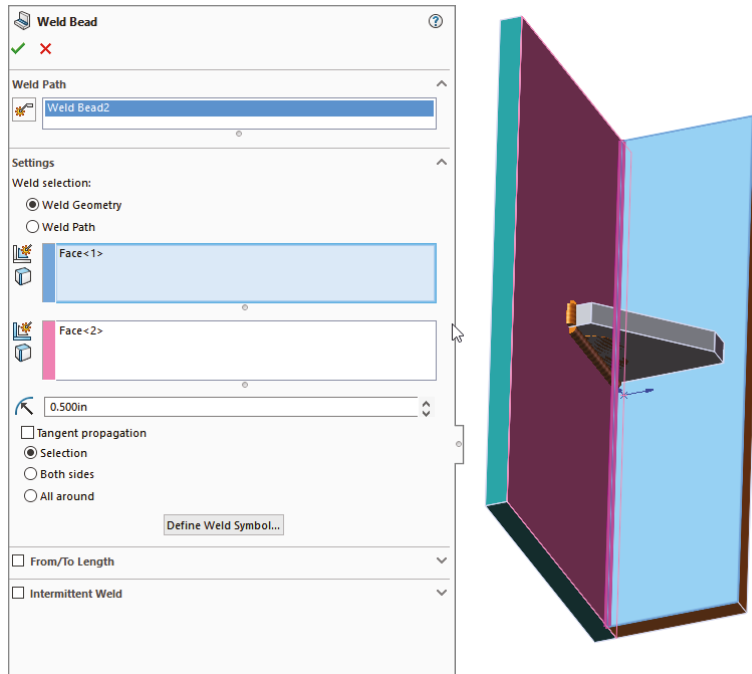 Weld Bead
Weld Path
Weld Bead2
Settings
Weld selection:
Weld Geometry
Weld Path
Face<1>
Face<2>
0.500in
Tangent propagation
Selection
Both sides
All around
Define Weld Symbol...
From/To Length
Intermittent Weld